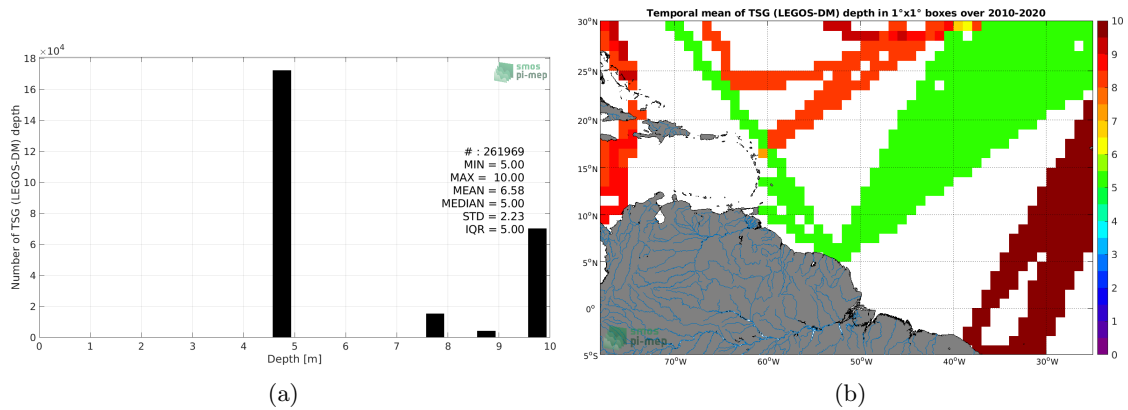 ×10⁴
18
16
14
12
10
8
6
4
2
0
Number of TSG (LEGOS-DM) depth
smos
pi-mep
# : 261969
MIN = 5.00
MAX = 10.00
MEAN = 6.58
MEDIAN = 5.00
STD = 2.23
IQR = 5.00
0 1 2 3 4 5 6 7 8 9 10
Depth [m]
(a)
Temporal mean of TSG (LEGOS-DM) depth in 1°x1° boxes over 2010-2020
30°N
25°N
20°N
15°N
10°N
5°N
0°
5°S
smos
pi-mep
70°W 60°W 50°W 40°W 30°W
10
9
8
7
6
5
4
3
2
1
0
(b)